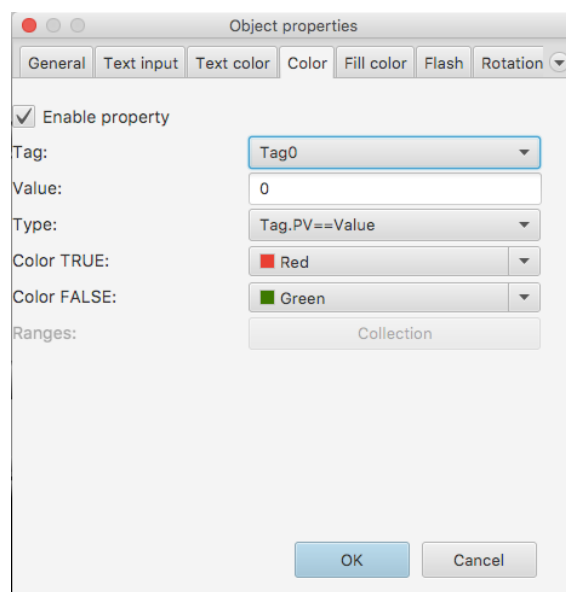 Object properties
General Text input Text color Color Fill color Flash Rotation
Enable property
Tag: Tag0
Value: 0
Type: Tag.PV==Value
Color TRUE: Red
Color FALSE: Green
Ranges: Collection
OK Cancel